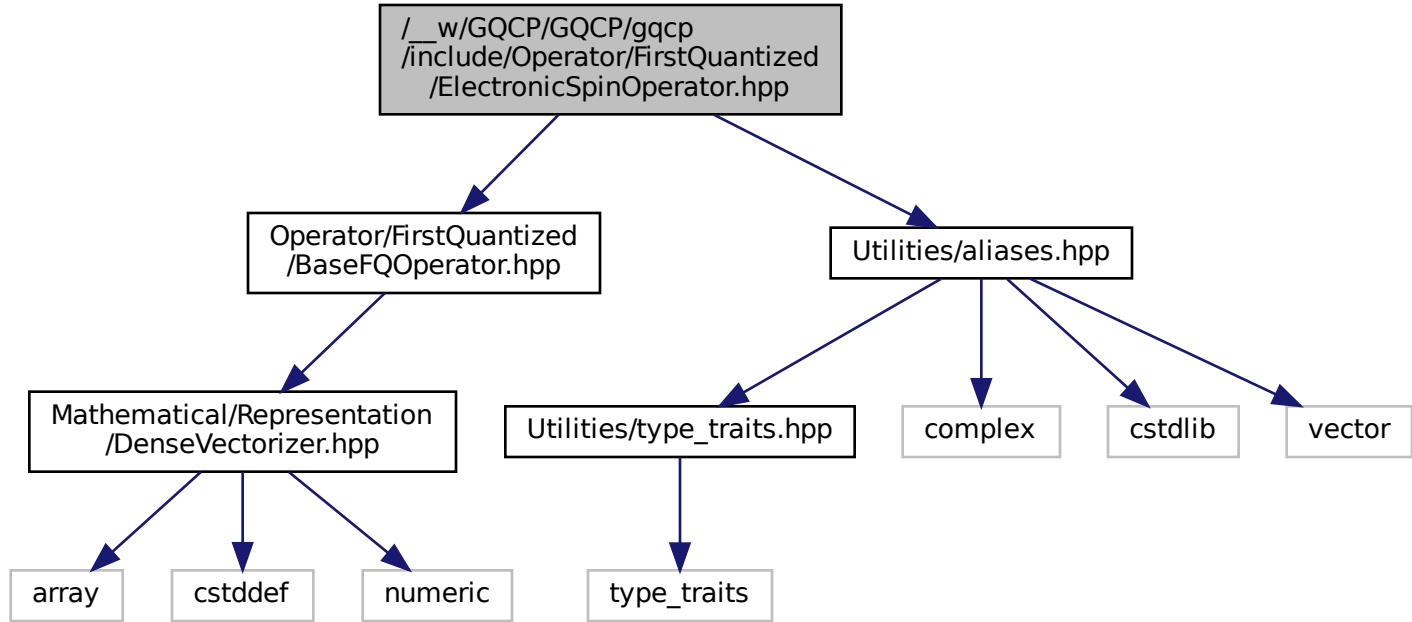 /__w/GQCP/GQCP/gqcp
/include/Operator/FirstQuantized
/ElectronicSpinOperator.hpp
Operator/FirstQuantized
/BaseFQOperator.hpp
Utilities/aliases.hpp
Mathematical/Representation
/DenseVectorizer.hpp
Utilities/type_traits.hpp
complex
cstdlib
vector
array
cstddef
numeric
type_traits